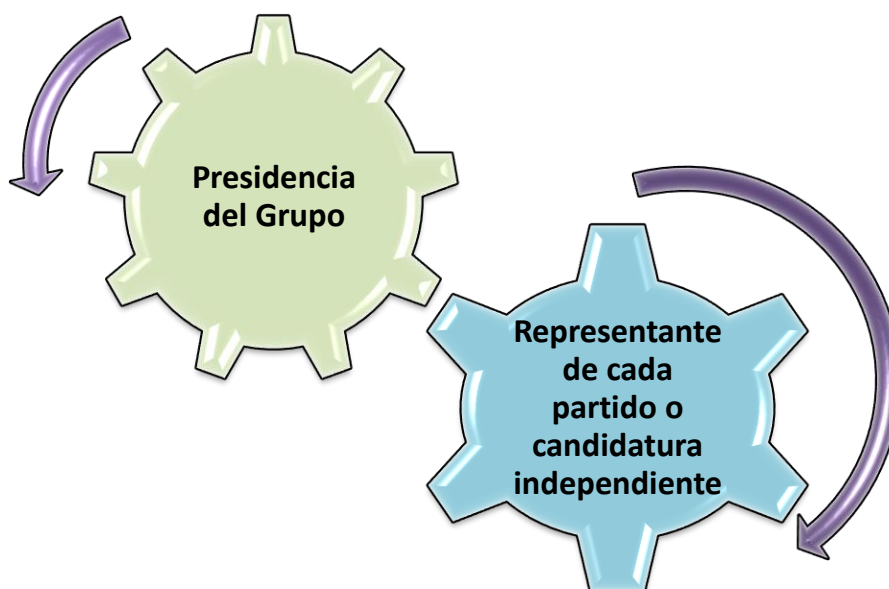 Presidencia
del Grupo
Representante
de cada
partido o
candidatura
independiente